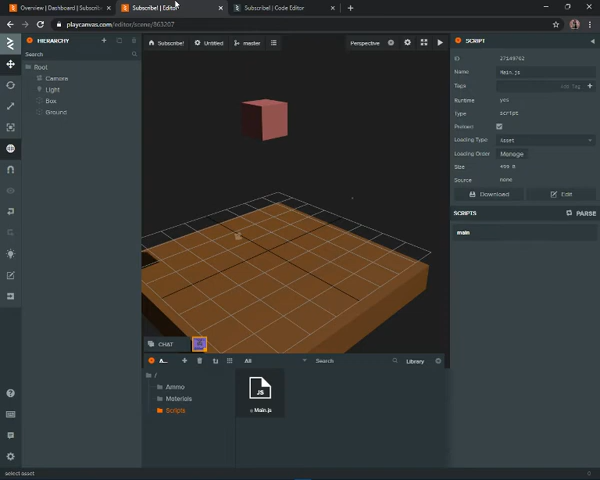 Overview | Dashboard | Subscrib
Subscribe! | Editor
Subscribe! | Code Editor
playcanvas.com/editor/scene/863207
HIERARCHY
Search
Root
Camera
Light
Box
Ground
Subscribe!
Untitled
master
Perspective
CHAT
A...
All
Search
Library
/
Ammo
Materials
Scripts
JS
Main.js
SCRIPT
ID
Name
Main.js
Tags
Add Tag
Runtime
yes
Type
Script
Preload
Loading Type
Asset
Loading Order
Manage
Size
Source
none
Download
Edit
SCRIPTS
PARSE
main
select asset